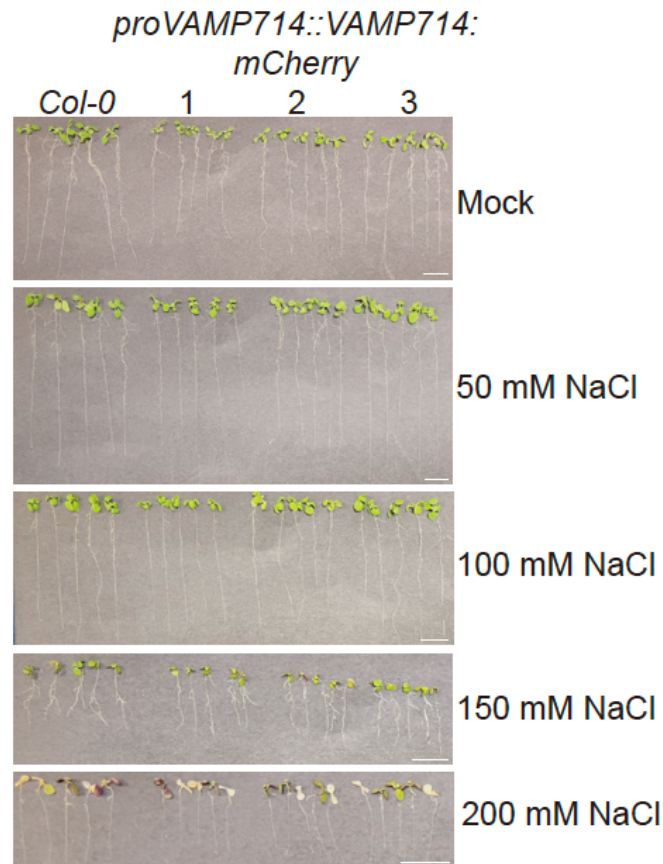 proVAMP714::VAMP714:
mCherry
Col-0 1 2 3
Mock
50 mM NaCl
100 mM NaCl
150 mM NaCl
200 mM NaCl